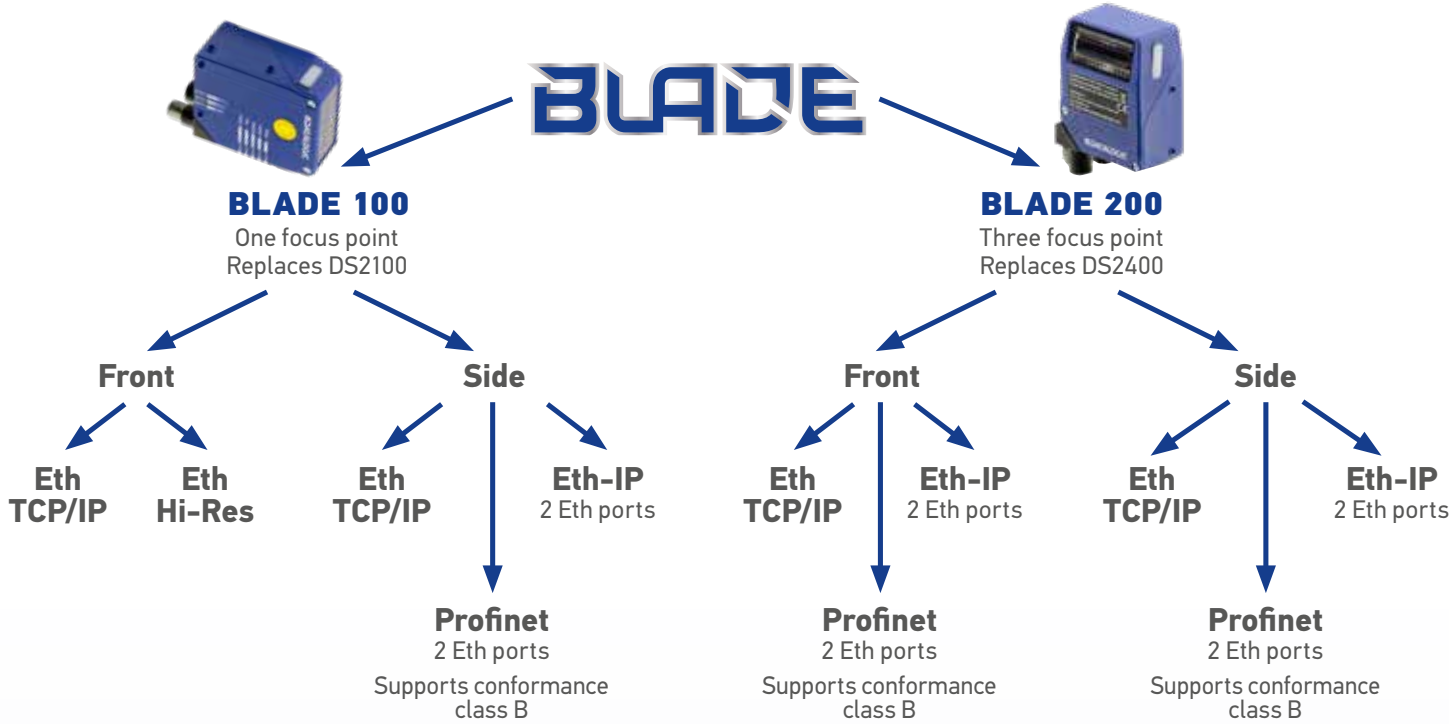 BLADE
BLADE 100
One focus point
Replaces DS2100
BLADE 200
Three focus point
Replaces DS2400
Front
Side
Front
Side
Eth
TCP/IP
Eth
Hi-Res
Eth
TCP/IP
Eth-IP
2 Eth ports
Eth
TCP/IP
Eth-IP
2 Eth ports
Eth
TCP/IP
Eth-IP
2 Eth ports
Profinet
2 Eth ports
Supports conformance
class B
Profinet
2 Eth ports
Supports conformance
class B
Profinet
2 Eth ports
Supports conformance
class B